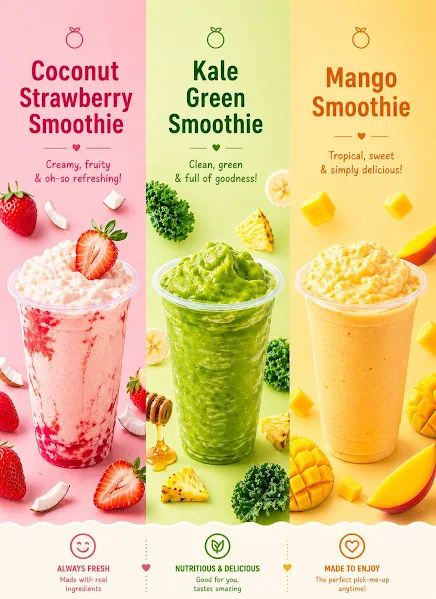 Coconut
Strawberry
Smoothie
Creamy, fruity
& oh-so refreshing!
Kale
Green
Smoothie
Clean, green
& full of goodness!
Mango
Smoothie
Tropical, sweet
& simply delicious!
ALWAYS FRESH
Made with real
ingredients
NUTRITIOUS & DELICIOUS
Good for you,
tastes amazing
MADE TO ENJOY
The perfect pick-me-up
anytime!